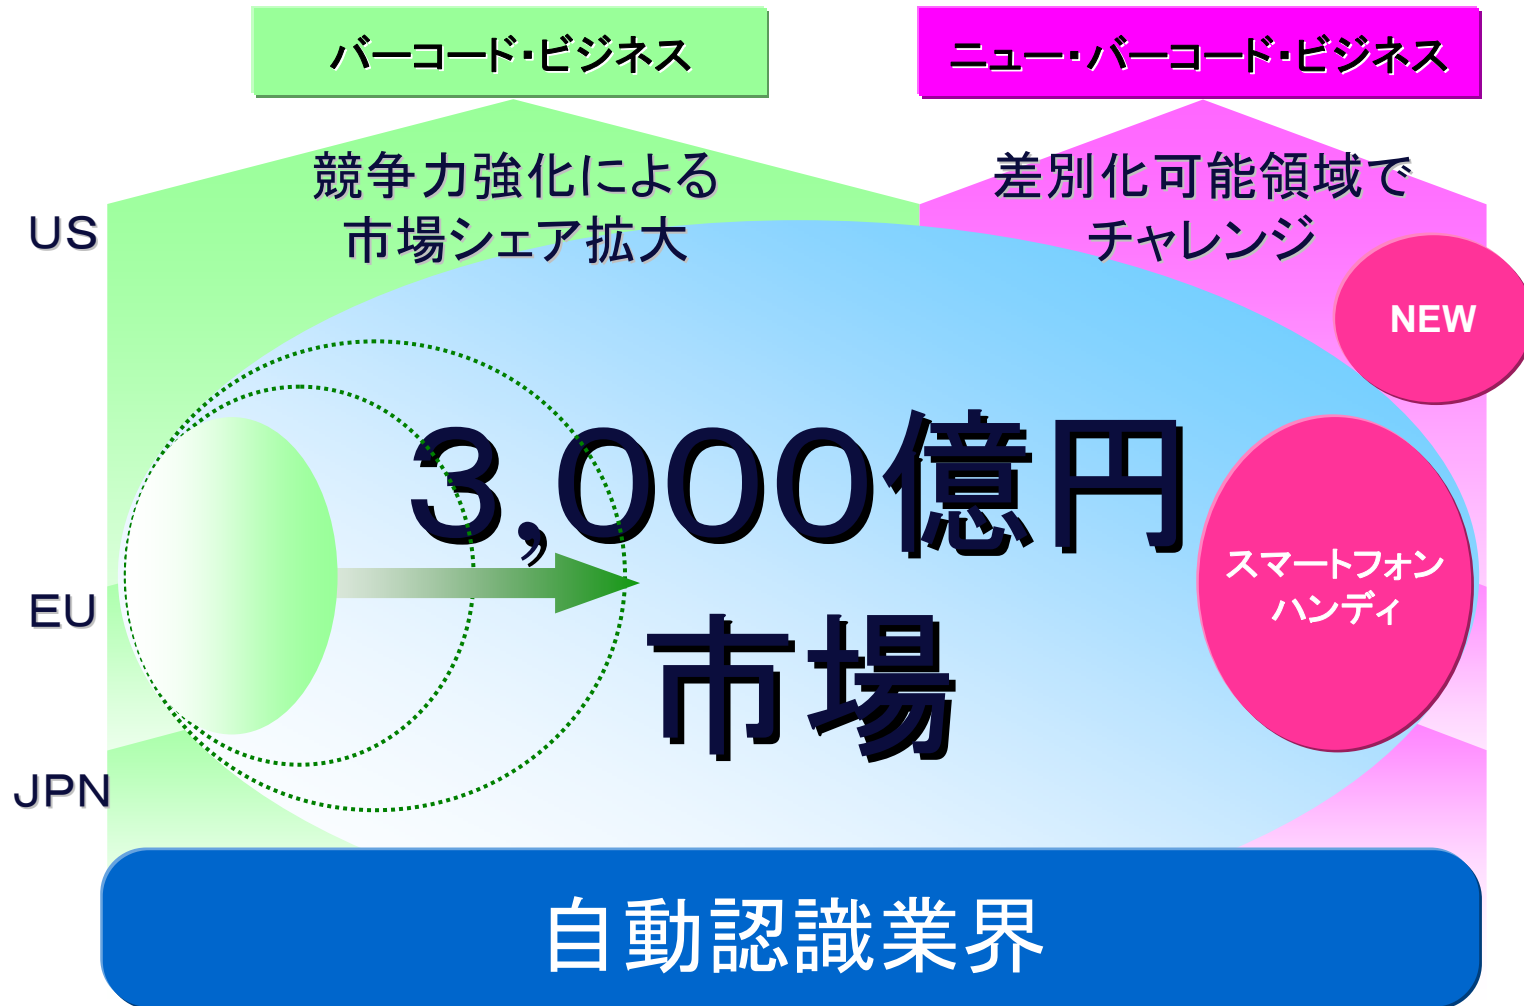 バーコード・ビジネス
ニュー・バーコード・ビジネス
競争力強化による
市場シェア拡大
差別化可能領域で
チャレンジ
US
NEW
3,000億円
市場
スマートフォン
ハンディ
EU
JPN
自動認識業界